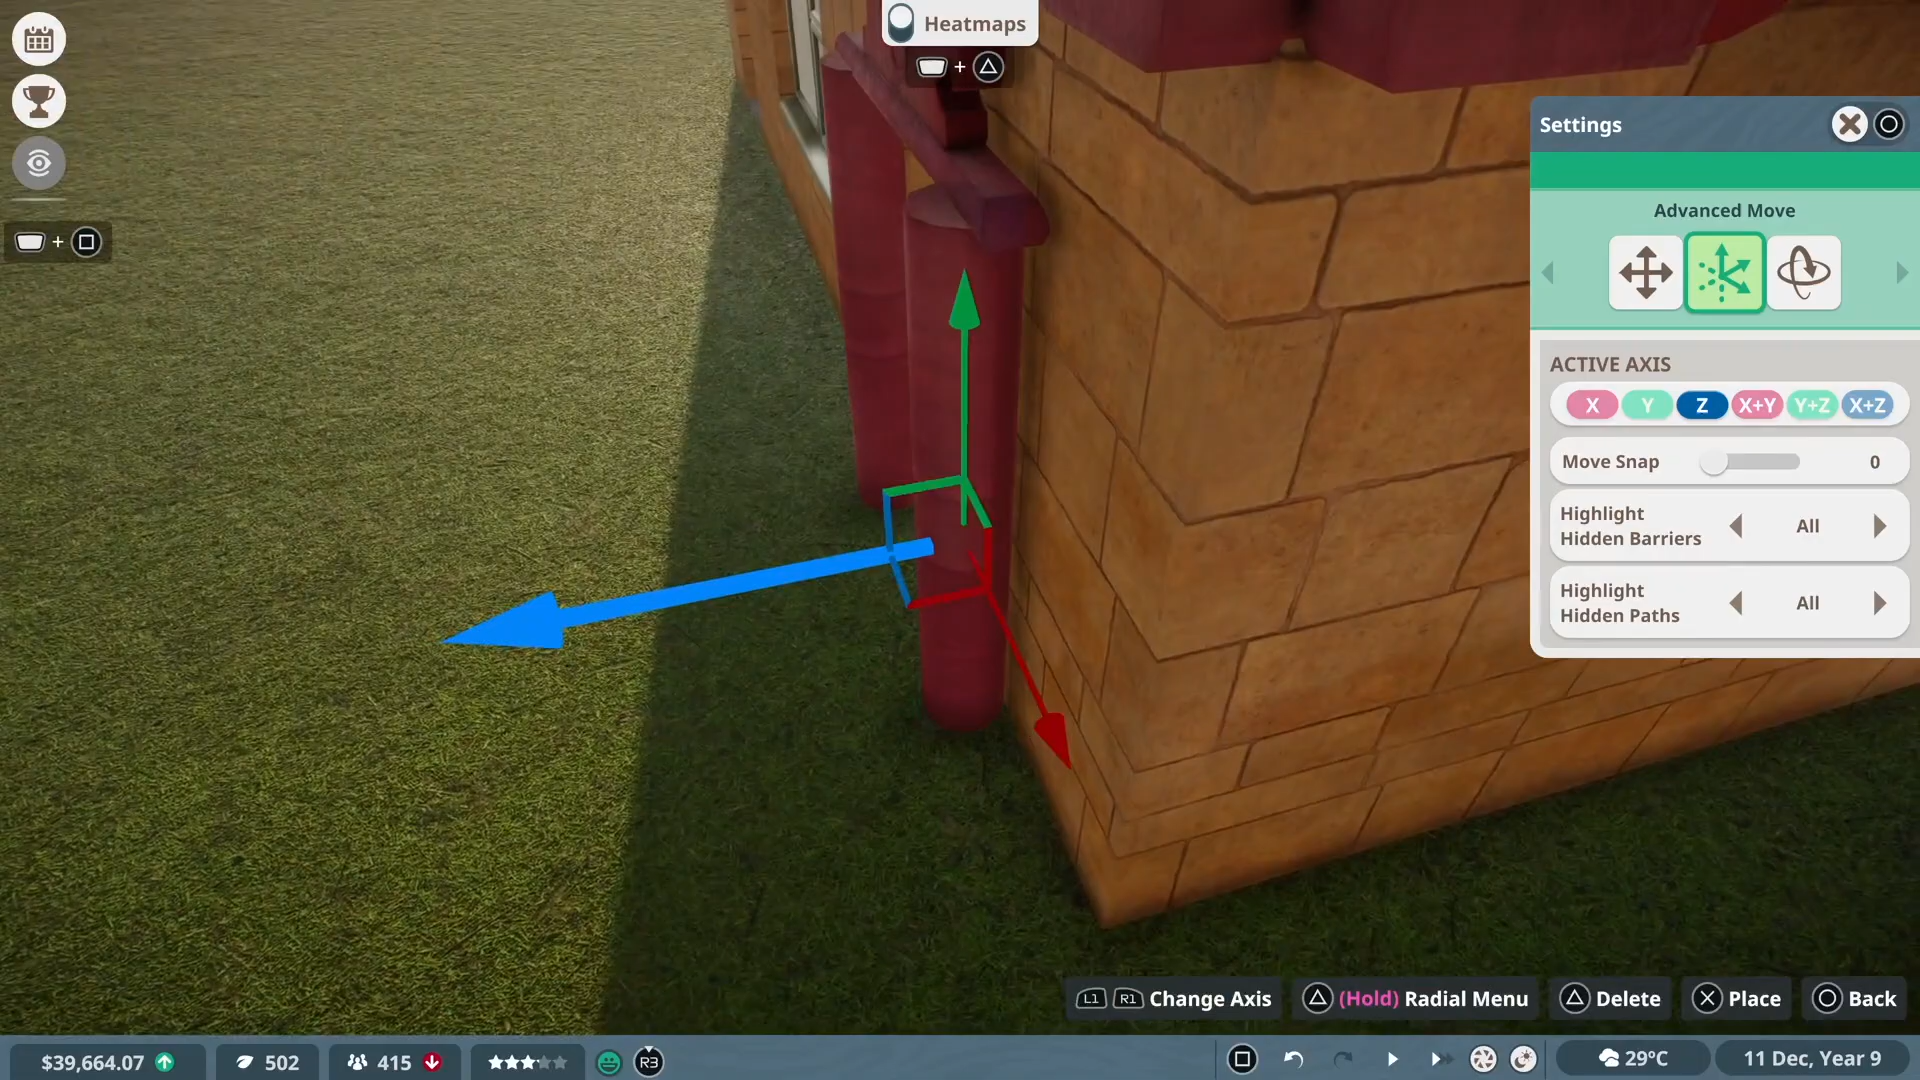 Heatmaps
+
+
Settings
Advanced Move
ACTIVE AXIS
X Y Z X+Y Y+Z X+Z
Move Snap 0
Highlight
Hidden Barriers
All
Highlight
Hidden Paths
All
L1 R1 Change Axis
(Hold) Radial Menu
Delete
Place
Back
$39,664.07
502
415
R3
29°C
11 Dec, Year 9